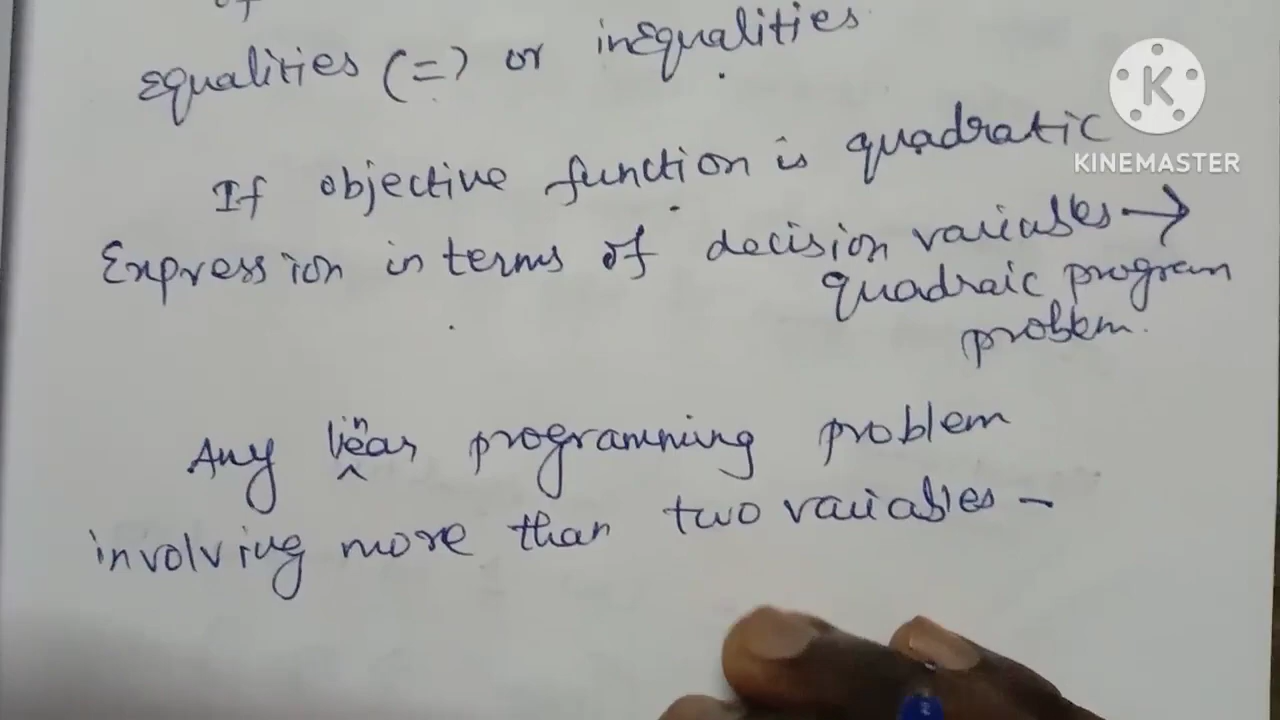 of
equalities (=) or inequalities
If objective function is quadratic
Expression in terms of decision variables →
quadraic program
problem.
Any linear programming problem
involving more than two variables -
K
KINEMASTER